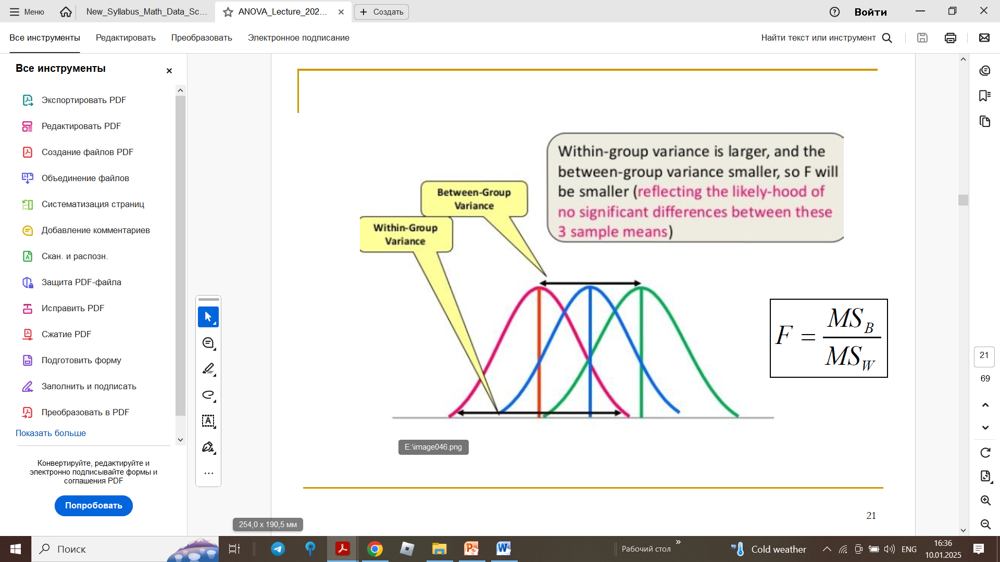 Меню
New_Syllabus_Math_Data_Sc...
ANOVA_Lecture_202...
Создать
Войти
Все инструменты
Редактировать
Преобразовать
Электронное подписание
Найти текст или инструмент
Все инструменты
Экспортировать PDF
Редактировать PDF
Создание файлов PDF
Объединение файлов
Систематизация страниц
Добавление комментариев
Скан. и распозн.
Защита PDF-файла
Исправить PDF
Сжатие PDF
Подготовить форму
Заполнить и подписать
Преобразовать в PDF
Показать больше
Конвертируйте, редактируйте и
электронно подписывайте формы и
соглашения PDF
Попробовать
Within-group variance is larger, and the
between-group variance smaller, so F will
be smaller (reflecting the likely-hood of
no significant differences between these
3 sample means)
Between-Group
Variance
Within-Group
Variance
F = MS_B / MS_W
E:\image046.png
21
254,0 x 190,5 мм
21
69
Поиск
Рабочий стол
Cold weather
ENG
16:36
10.01.2025